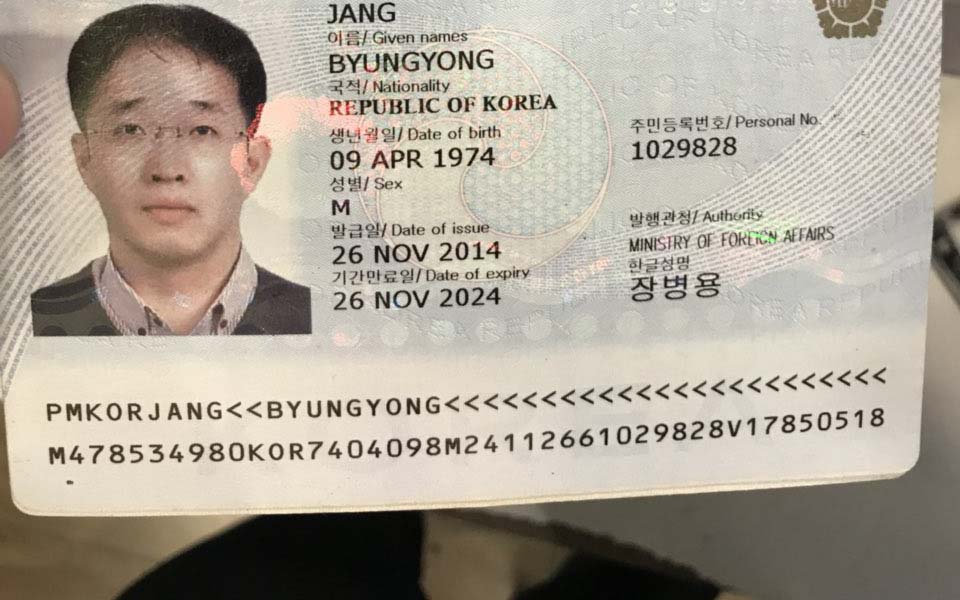 JANG
이름/ Given names
BYUNGYONG
국적/ Nationality
REPUBLIC OF KOREA
생년월일/ Date of birth
09 APR 1974
주민등록번호/ Personal No.
1029828
성별/ Sex
M
발급일/ Date of issue
26 NOV 2014
발행관청/ Authority
MINISTRY OF FOREIGN AFFAIRS
기간만료일/ Date of expiry
26 NOV 2024
한글성명
장병용
PMKORJANG<<BYUNGYONG<<<<<<<<<<<<<<<<<<<<<<<<
M478534980KOR7404098M24112661029828V17850518